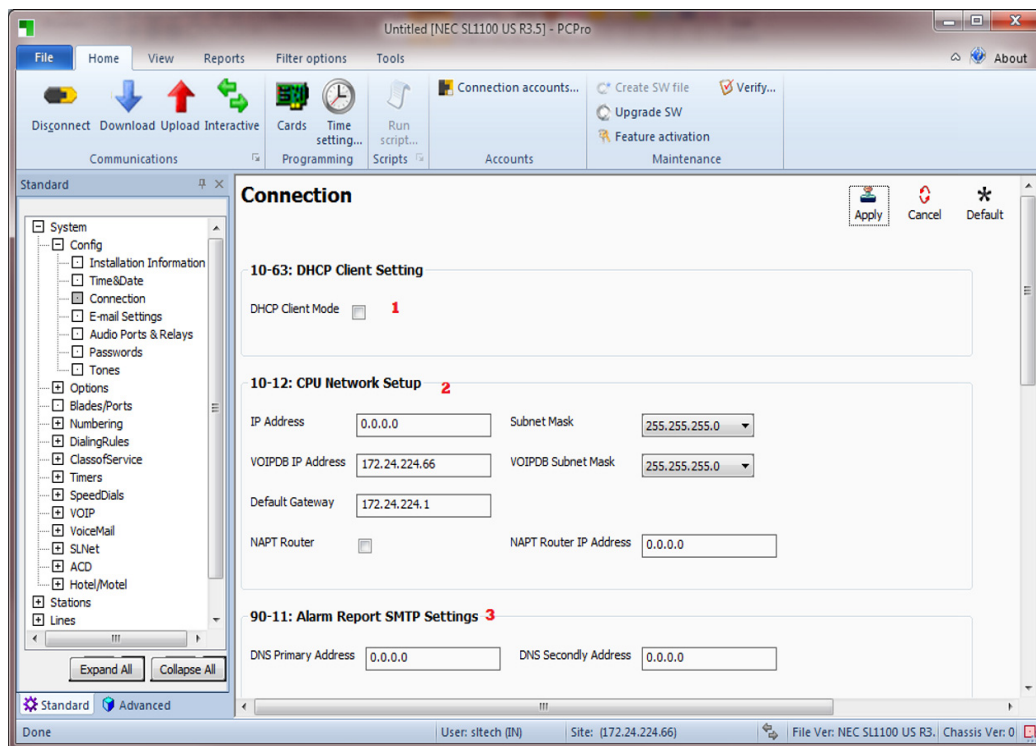 Untitled [NEC SL1100 US R3.5] - PCPro
File Home View Reports Filter options Tools About
Disconnect Download Upload Interactive
Communications
Cards Time setting...
Programming
Run script...
Scripts
Connection accounts...
Accounts
Create SW file Verify...
Upgrade SW
Feature activation
Maintenance
Standard
System
Config
Installation Information
Time&Date
Connection
E-mail Settings
Audio Ports & Relays
Passwords
Tones
Options
Blades/Ports
Numbering
DialingRules
ClassofService
Timers
SpeedDials
VOIP
VoiceMail
SLNet
ACD
Hotel/Motel
Stations
Lines
Expand All Collapse All
Standard Advanced
Connection
Apply Cancel Default
10-63: DHCP Client Setting
DHCP Client Mode 1
10-12: CPU Network Setup 2
IP Address 0.0.0.0 Subnet Mask 255.255.255.0
VOIPDB IP Address 172.24.224.66 VOIPDB Subnet Mask 255.255.255.0
Default Gateway 172.24.224.1
NAPT Router NAPT Router IP Address 0.0.0.0
90-11: Alarm Report SMTP Settings 3
DNS Primary Address 0.0.0.0 DNS Secondly Address 0.0.0.0
Done User: sltech (IN) Site: (172.24.224.66) File Ver: NEC SL1100 US R3. Chassis Ver: 0